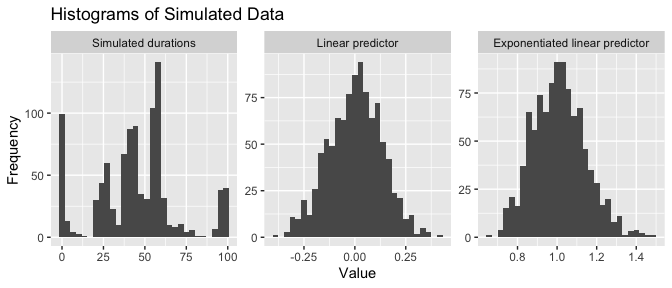 Histograms of Simulated Data
Simulated durations
Linear predictor
Exponentiated linear predictor
Frequency
100
50
0
75
50
25
0
75
50
25
0
0 25 50 75 100
-0.25 0.00 0.25
0.8 1.0 1.2 1.4
Value